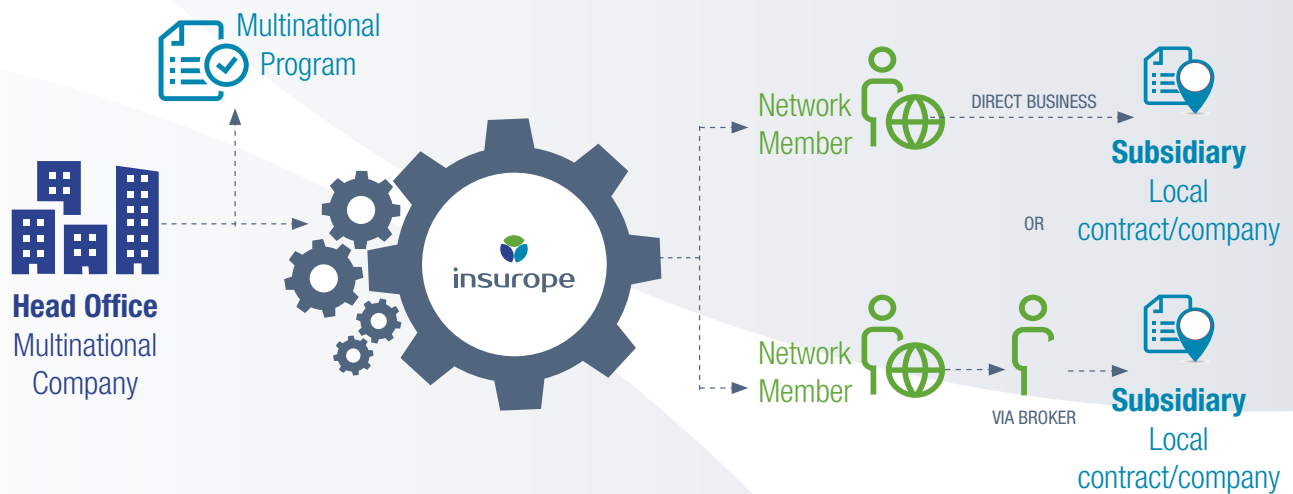 Multinational
Program
Head Office
Multinational
Company
insurope
Network
Member
DIRECT BUSINESS
Subsidiary
Local
contract/company
OR
Network
Member
VIA BROKER
Subsidiary
Local
contract/company